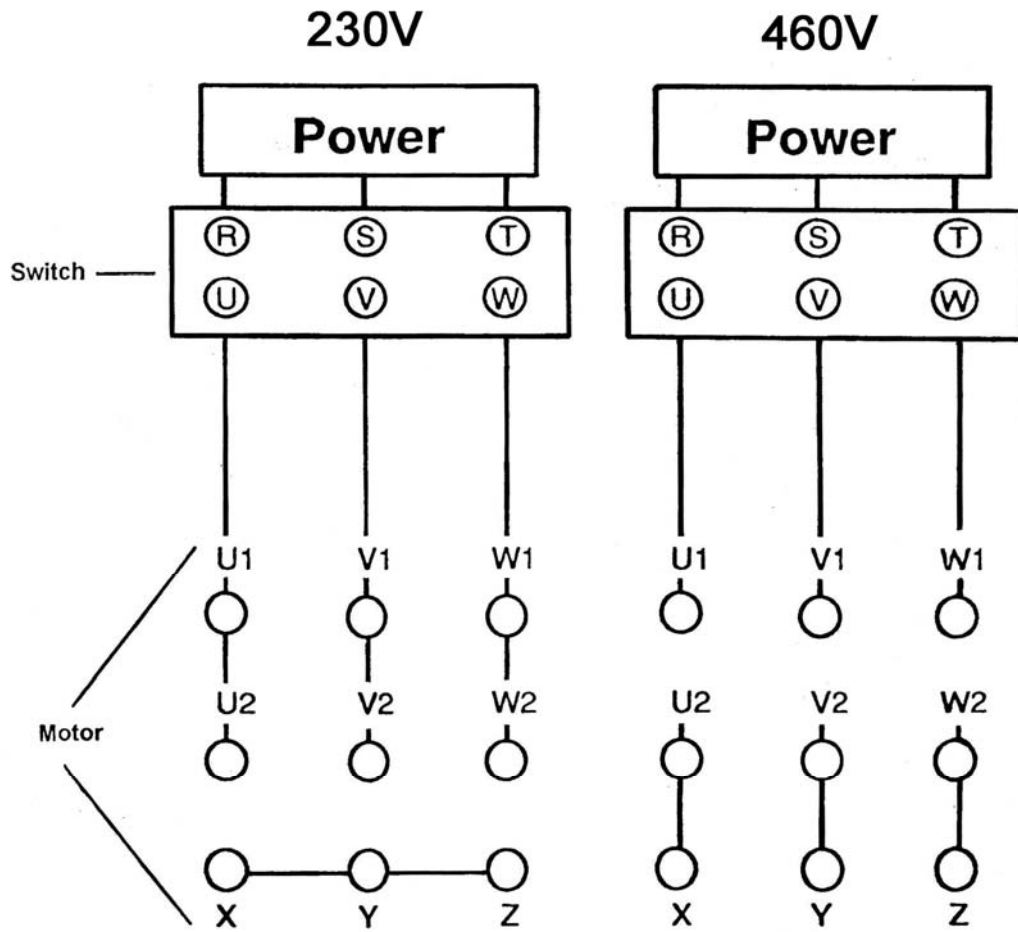 230V 460V
Power Power
R S T R S T
Switch
U V W U V W
U1 V1 W1 U1 V1 W1
U2 V2 W2 U2 V2 W2
Motor
X Y Z X Y Z